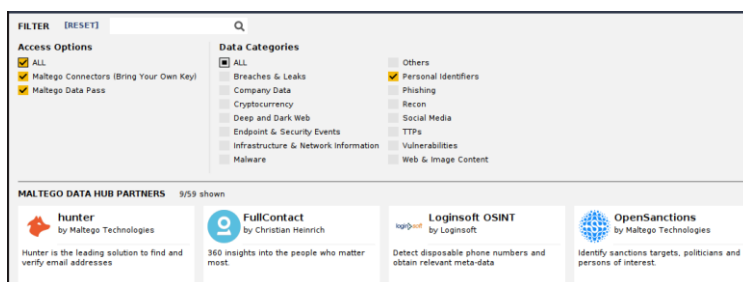 FILTER [RESET]
Access Options
ALL
Maltego Connectors (Bring Your Own Key)
Maltego Data Pass
Data Categories
ALL
Breaches & Leaks
Company Data
Cryptocurrency
Deep and Dark Web
Endpoint & Security Events
Infrastructure & Network Information
Malware
Others
Personal Identifiers
Phishing
Recon
Social Media
TTPs
Vulnerabilities
Web & Image Content
MALTEGO DATA HUB PARTNERS 9/59 shown
hunter
by Maltego Technologies
Hunter is the leading solution to find and
verify email addresses
FullContact
by Christian Heinrich
360 insights into the people who matter
most.
loginsoft
Loginsoft OSINT
by Loginsoft
Detect disposable phone numbers and
obtain relevant meta-data
OpenSanctions
by Maltego Technologies
Identify sanctions targets, politicians and
persons of interest.